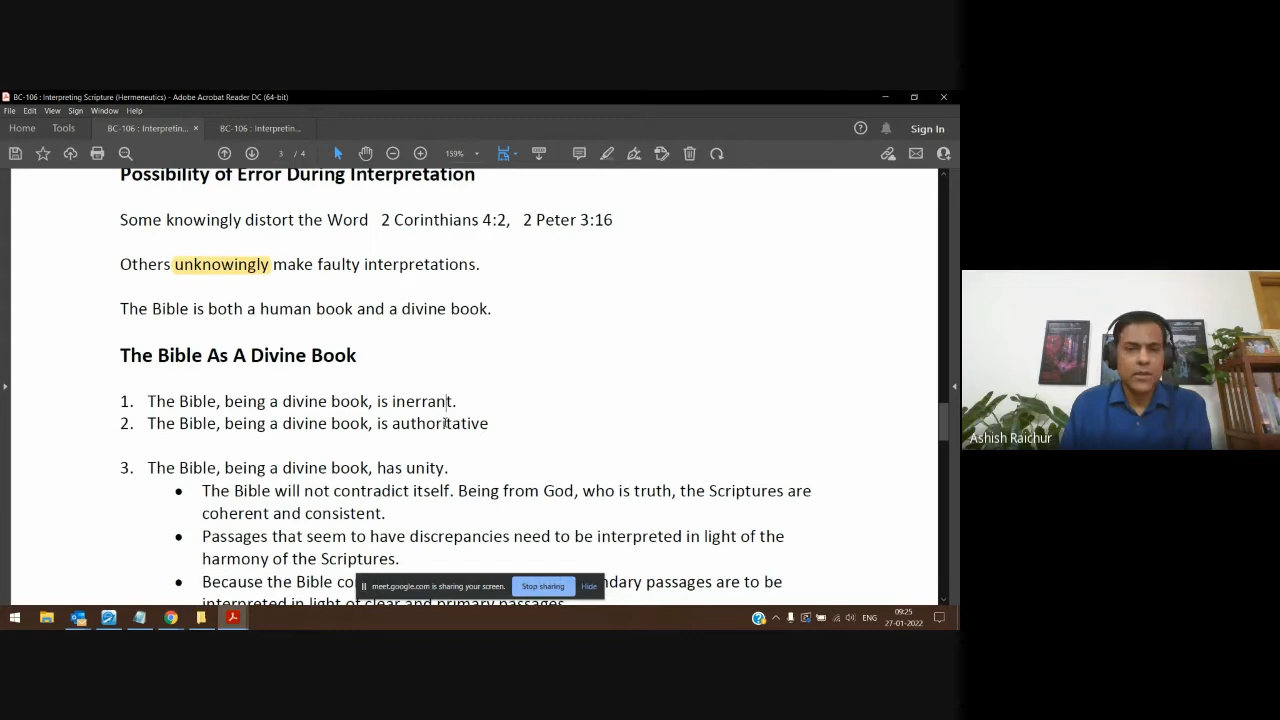 BC-106 : Interpreting Scripture (Hermeneutics) - Adobe Acrobat Reader DC (64-bit)
File Edit View Sign Window Help
Home Tools BC-106 : Interpretin... × BC-106 : Interpretin... Sign In
3 / 4 159%
Possibility of Error During Interpretation
Some knowingly distort the Word 2 Corinthians 4:2, 2 Peter 3:16
Others unknowingly make faulty interpretations.
The Bible is both a human book and a divine book.
The Bible As A Divine Book
1. The Bible, being a divine book, is inerrant.
2. The Bible, being a divine book, is authoritative
3. The Bible, being a divine book, has unity.
• The Bible will not contradict itself. Being from God, who is truth, the Scriptures are
coherent and consistent.
• Passages that seem to have discrepancies need to be interpreted in light of the
harmony of the Scriptures.
• Because the Bible co ndary passages are to be
interpreted in light of clear and primary passages.
meet.google.com is sharing your screen. Stop sharing Hide
ENG
09:25
27-01-2022
Ashish Raichur